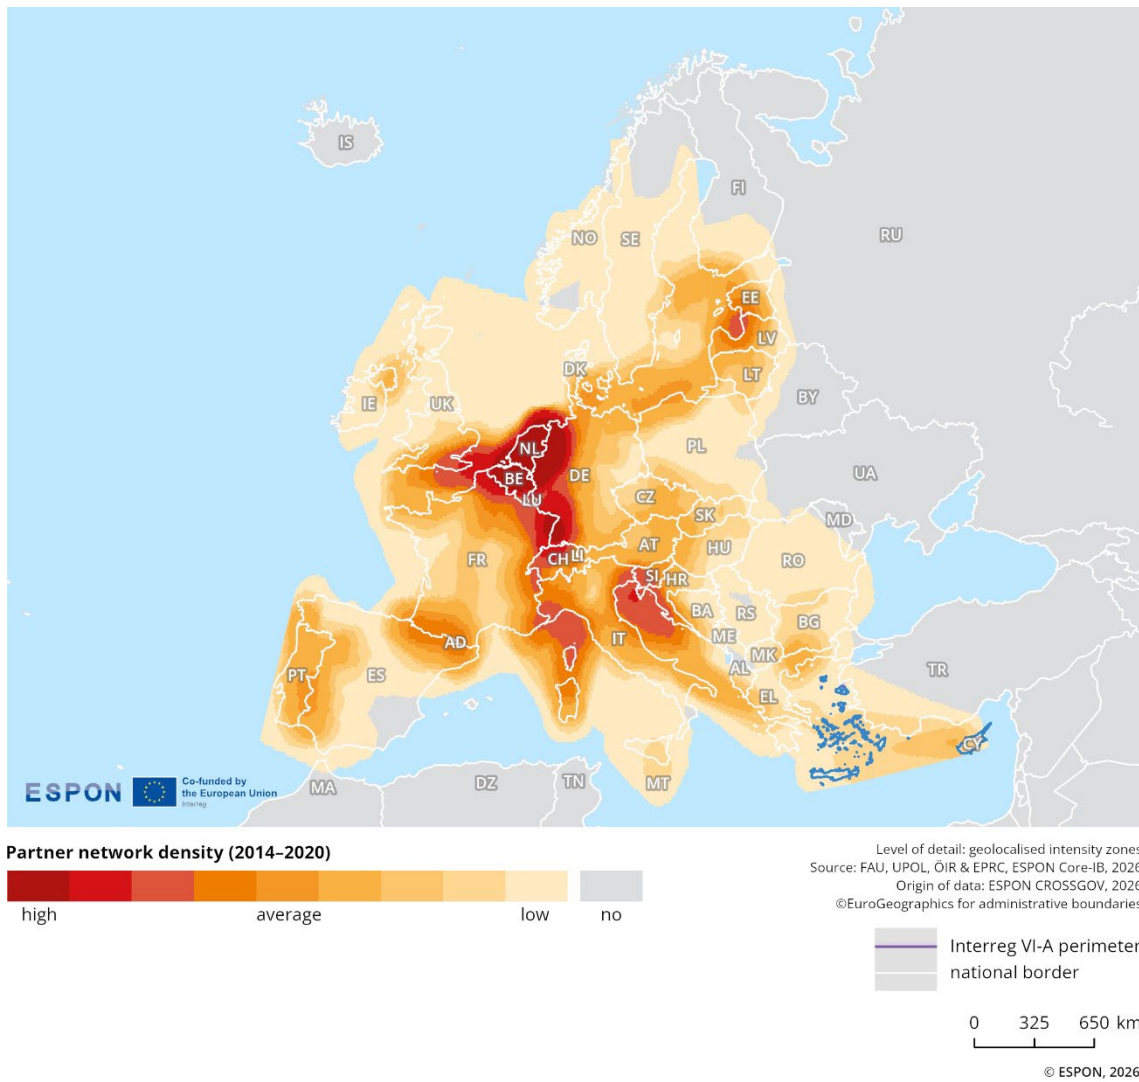 IS
FI
NO
SE
RU
EE
LV
DK
LT
IE
UK
BY
NL
PL
BE
DE
UA
LU
CZ
SK
MD
AT
FR
CH
LI
HU
RO
SI
HR
BA
RS
BG
IT
ME
AD
MK
AL
PT
ES
TR
EL
CY
MA
DZ
TN
MT
ESPON
Co-funded by
the European Union
Interreg
Partner network density (2014–2020)
high
average
low
no
Level of detail: geolocalised intensity zones
Source: FAU, UPOL, ÖIR & EPRC, ESPON Core-IB, 2026
Origin of data: ESPON CROSSGOV, 2026
©EuroGeographics for administrative boundaries
Interreg VI-A perimeter
national border
0 325 650 km
© ESPON, 2026